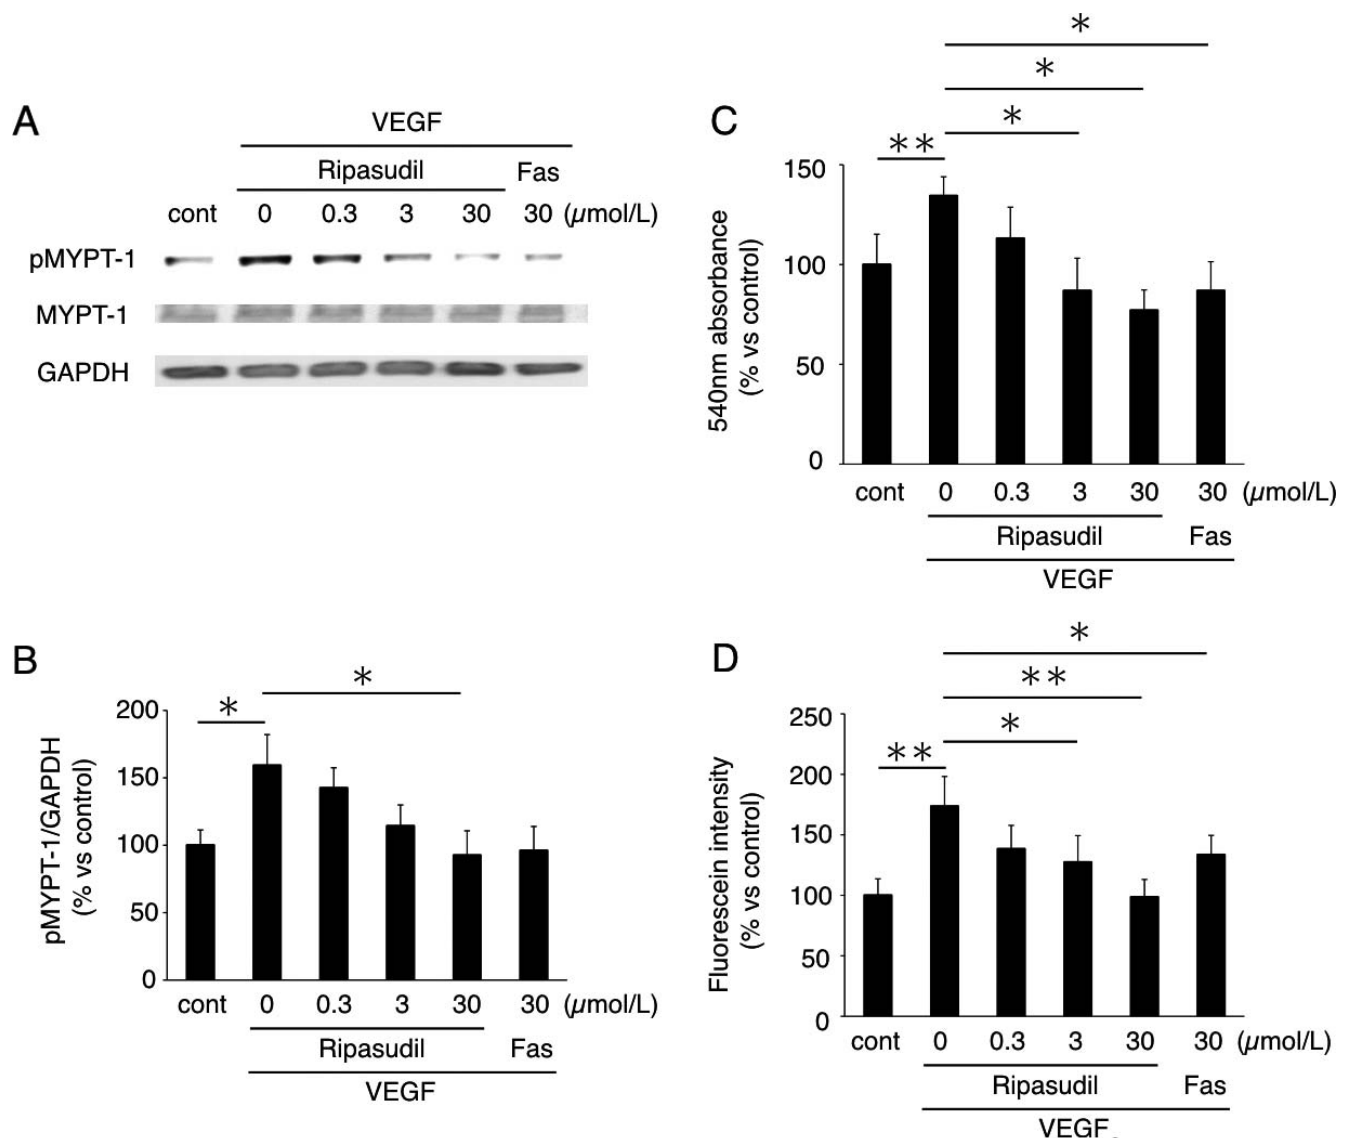 A
VEGF
Ripasudil
Fas
cont 0 0.3 3 30 30 (µmol/L)
pMYPT-1
MYPT-1
GAPDH
B
*
*
pMYPT-1/GAPDH
(% vs control)
200
150
100
50
0
cont 0 0.3 3 30 30 (µmol/L)
Ripasudil Fas
VEGF
C
*
*
*
**
540nm absorbance
(% vs control)
150
100
50
0
cont 0 0.3 3 30 30 (µmol/L)
Ripasudil Fas
VEGF
D
*
**
*
**
Fluorescein intensity
(% vs control)
250
200
150
100
50
0
cont 0 0.3 3 30 30 (µmol/L)
Ripasudil Fas
VEGF